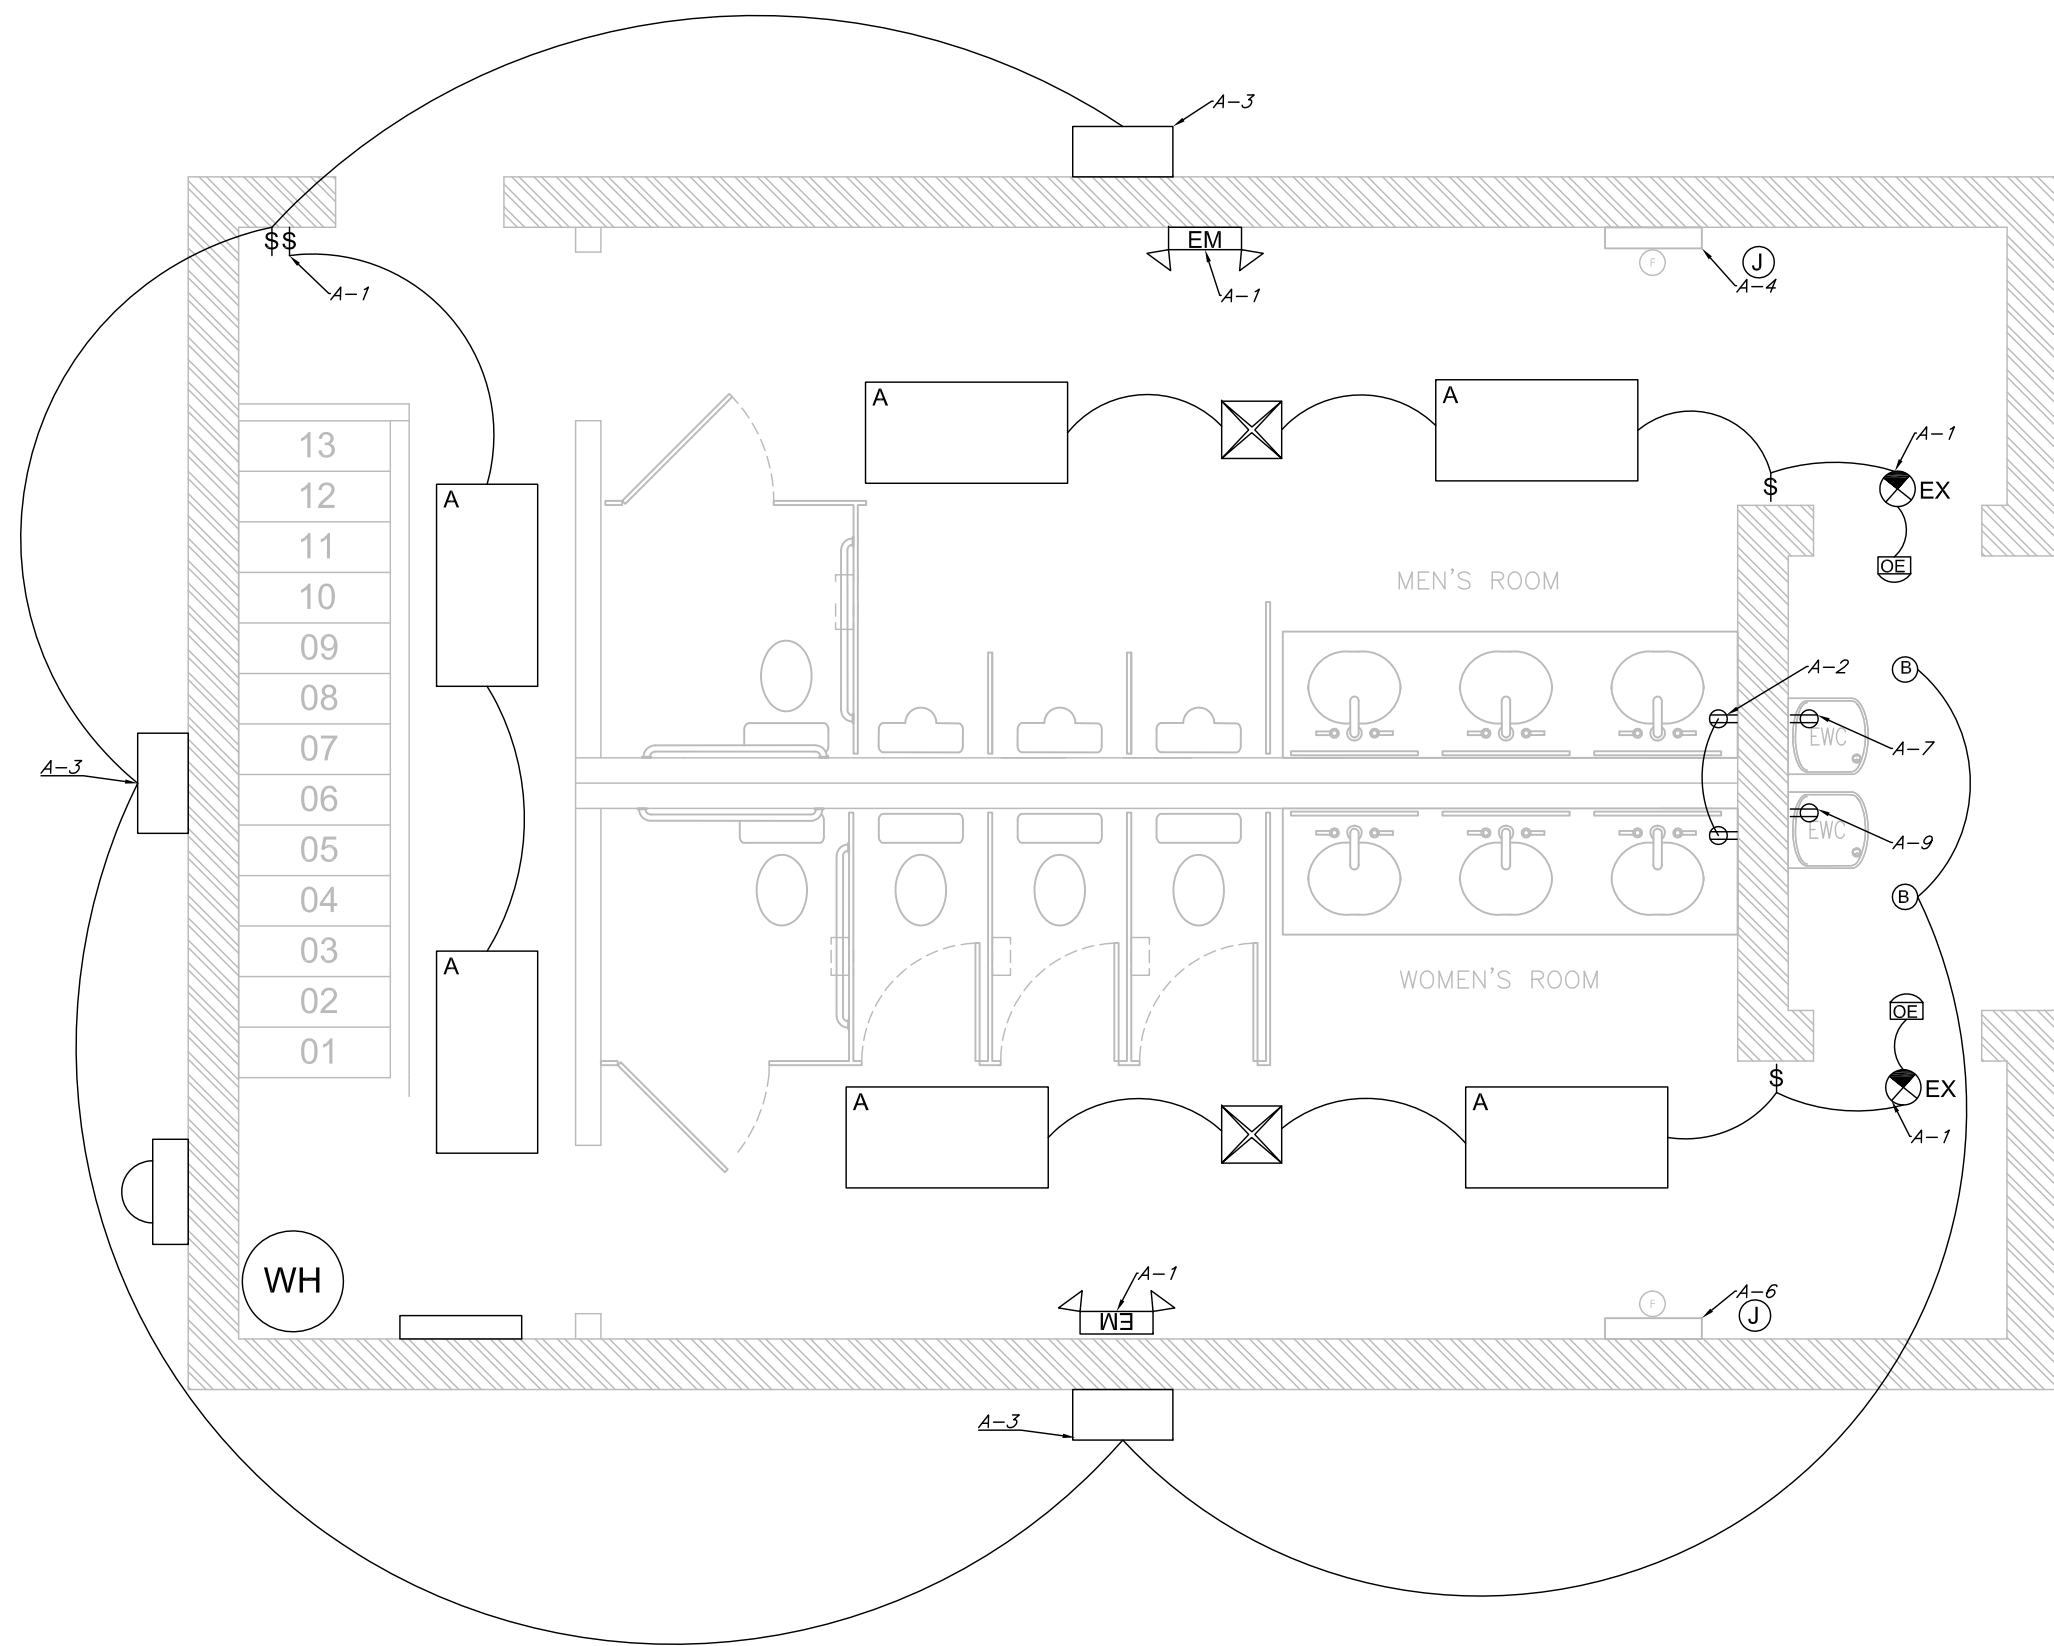 A-3
$ $
EM
F
J
A-1
A-1
A-4
A
A
A-1
$
EX
13
12
A
11
OE
10
MEN'S ROOM
09
A-2
B
08
07
EWC
A-7
A-3
06
05
EWC
A-9
04
B
03
A
WOMEN'S ROOM
02
OE
01
$
EX
A
A
A-1
WH
A-1
A-6
EM
F
J
A-3